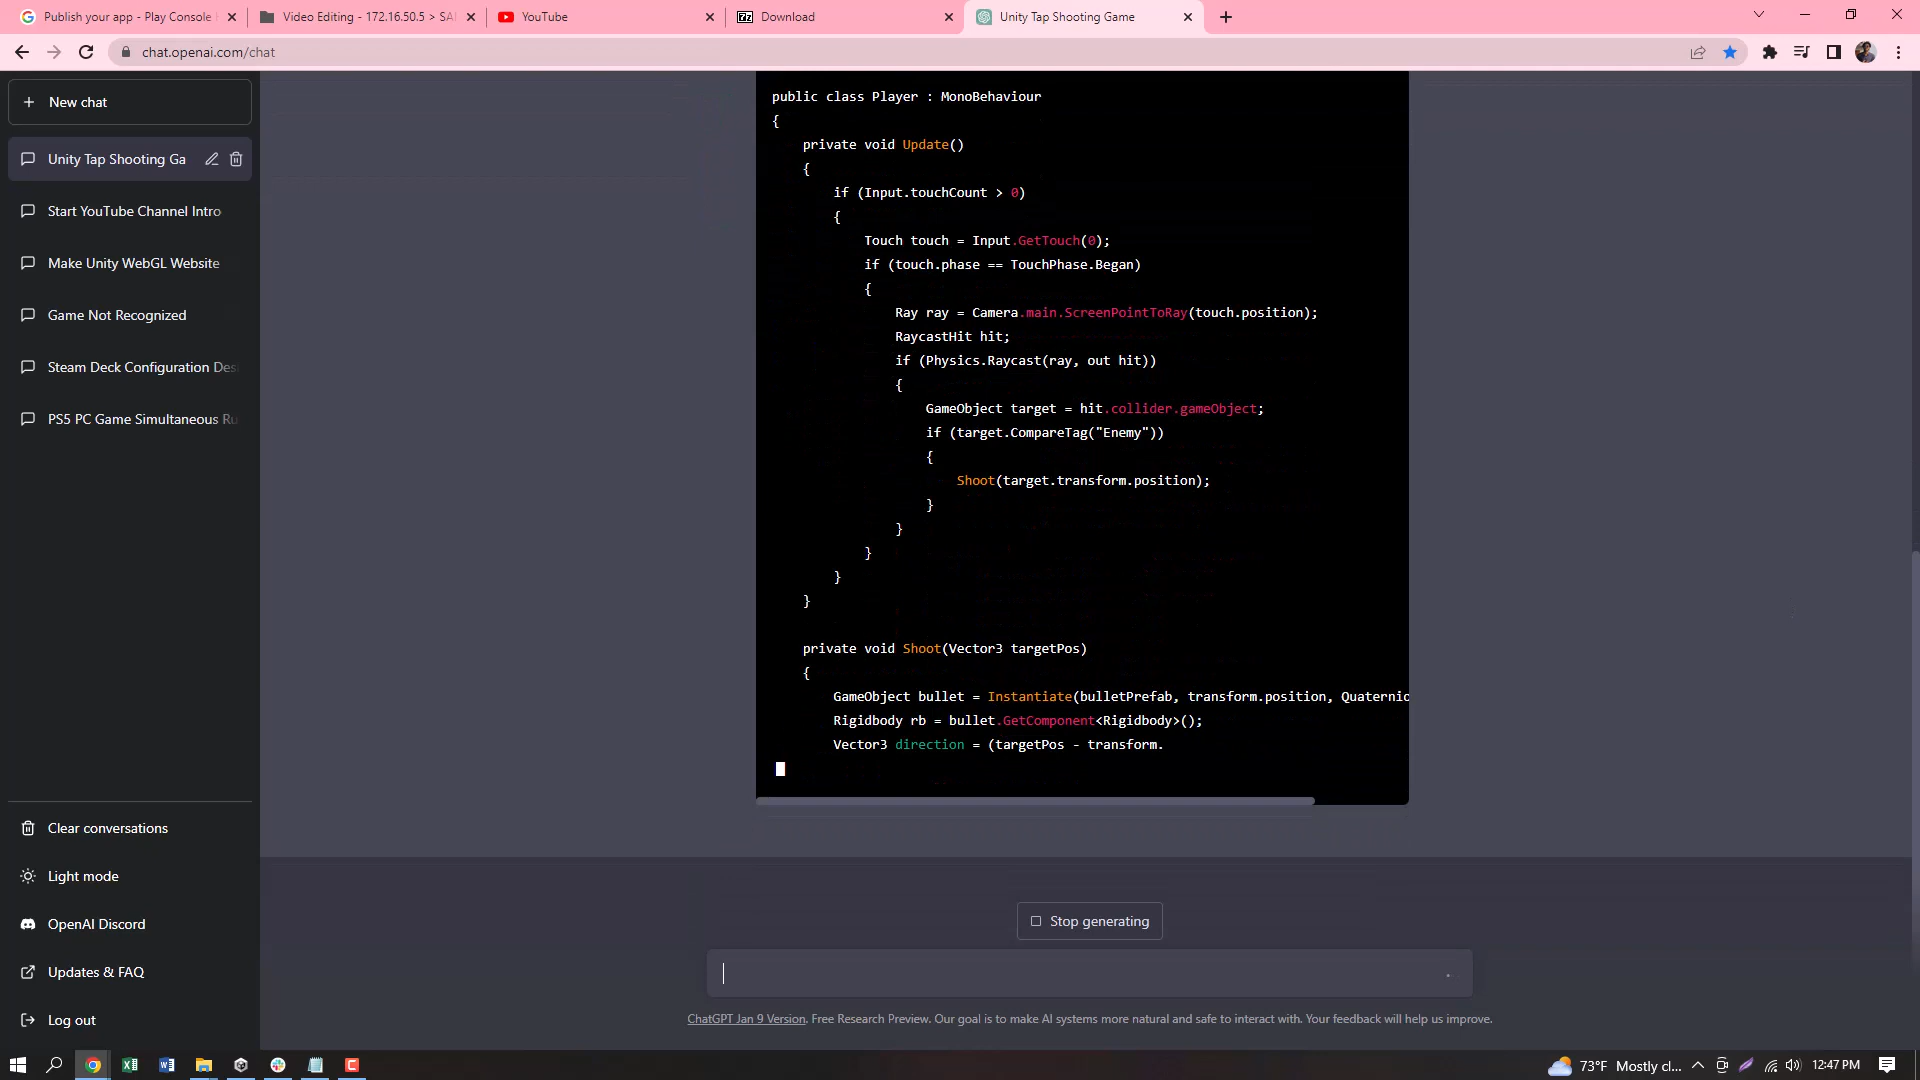 Publish your app - Play Console
Video Editing - 172.16.50.5 > SA
YouTube
7z
Download
Unity Tap Shooting Game
chat.openai.com/chat
New chat
Unity Tap Shooting Ga
Start YouTube Channel Intro
Make Unity WebGL Website
Game Not Recognized
Steam Deck Configuration Des
PS5 PC Game Simultaneous Ru
Clear conversations
Light mode
OpenAI Discord
Updates & FAQ
Log out
public class Player : MonoBehaviour
{
private void Update()
{
if (Input.touchCount > 0)
{
Touch touch = Input.GetTouch(0);
if (touch.phase == TouchPhase.Began)
{
Ray ray = Camera.main.ScreenPointToRay(touch.position);
RaycastHit hit;
if (Physics.Raycast(ray, out hit))
{
GameObject target = hit.collider.gameObject;
if (target.CompareTag("Enemy"))
{
Shoot(target.transform.position);
}
}
}
}
}
private void Shoot(Vector3 targetPos)
{
GameObject bullet = Instantiate(bulletPrefab, transform.position, Quaternio
Rigidbody rb = bullet.GetComponent<Rigidbody>();
Vector3 direction = (targetPos - transform.
Stop generating
ChatGPT Jan 9 Version. Free Research Preview. Our goal is to make AI systems more natural and safe to interact with. Your feedback will help us improve.
73°F Mostly cl... 12:47 PM